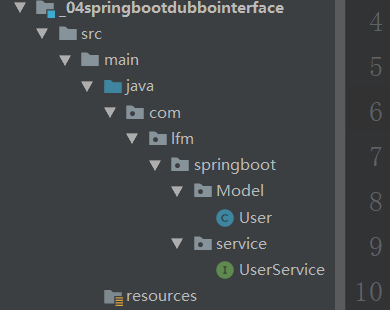 _04springbootdubbointerface
src
main
java
com
lfm
springboot
Model
C User
service
I UserService
resources
4
5
6
7
8
9
10